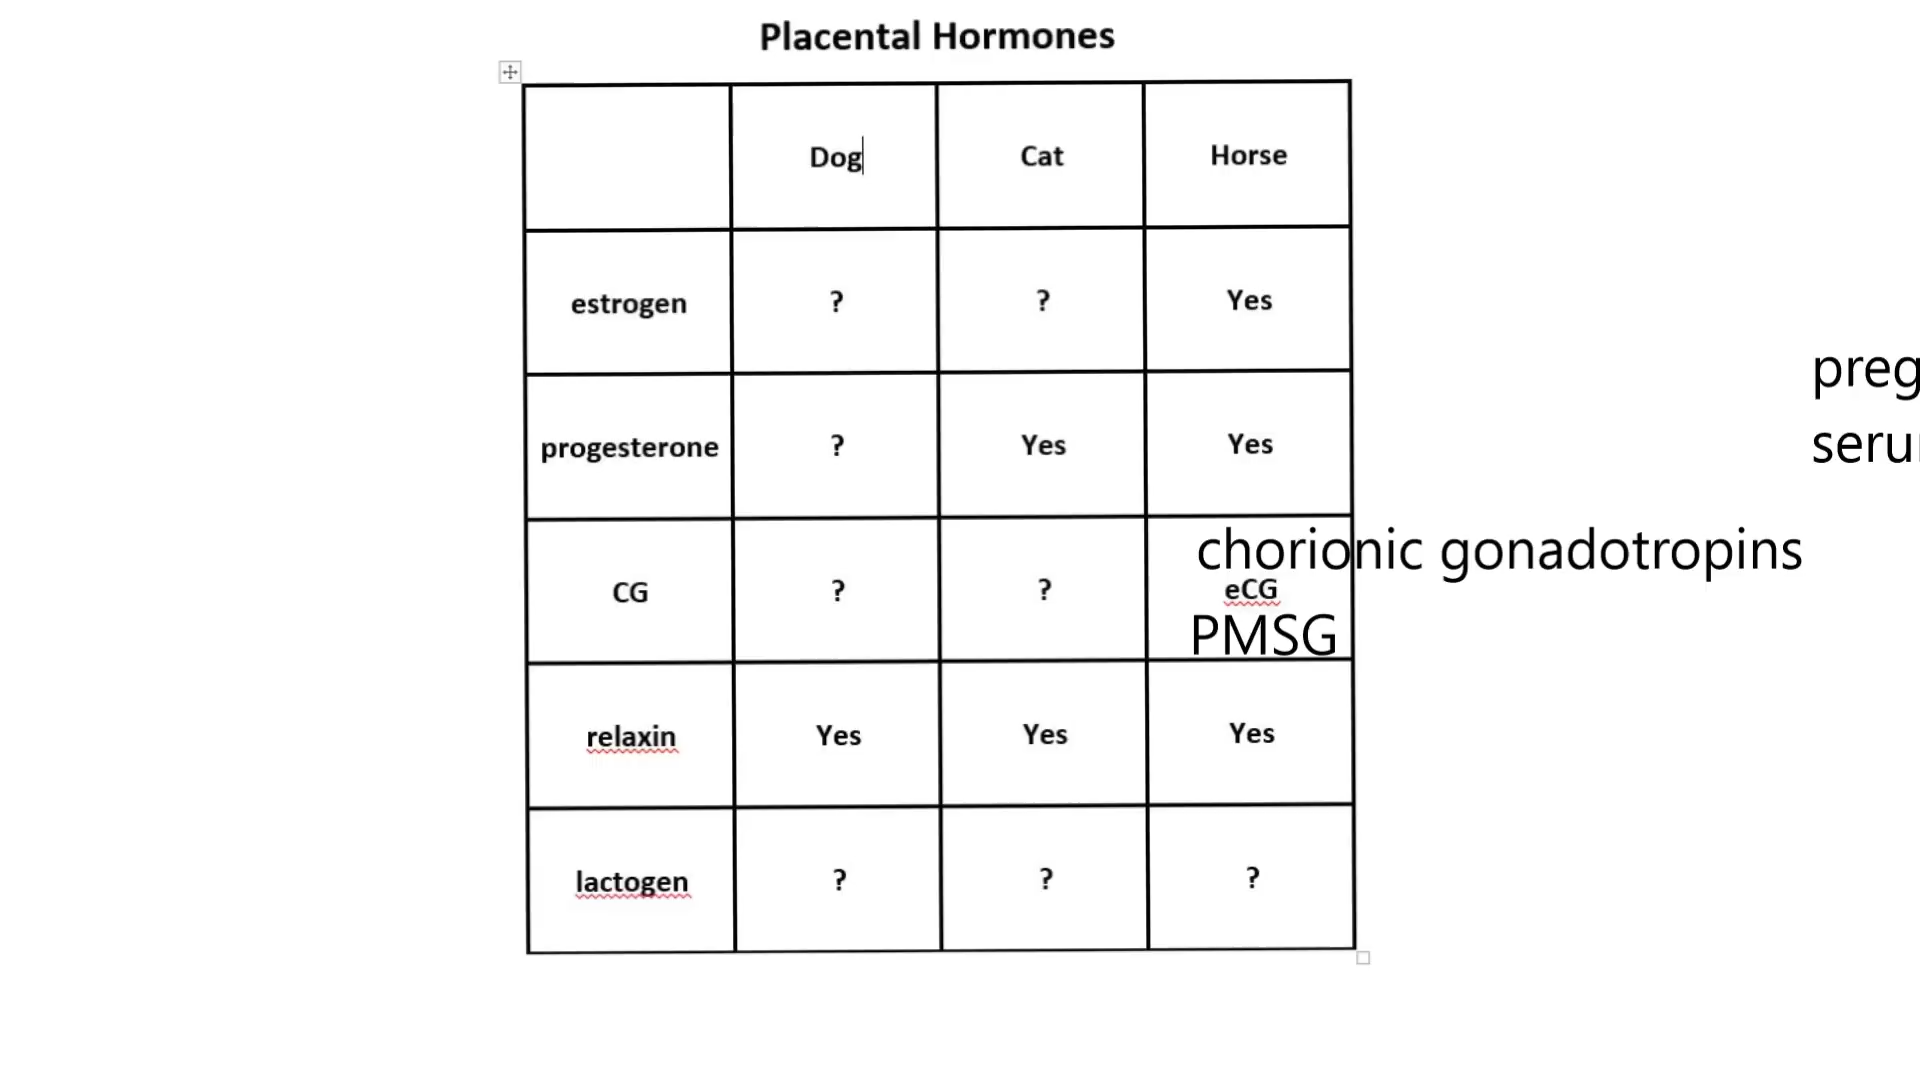 Placental Hormones
Dog Cat Horse
estrogen ? ? Yes
progesterone ? Yes Yes
chorionic gonadotropins
CG ? ? eCG
PMSG
relaxin Yes Yes Yes
lactogen ? ? ?